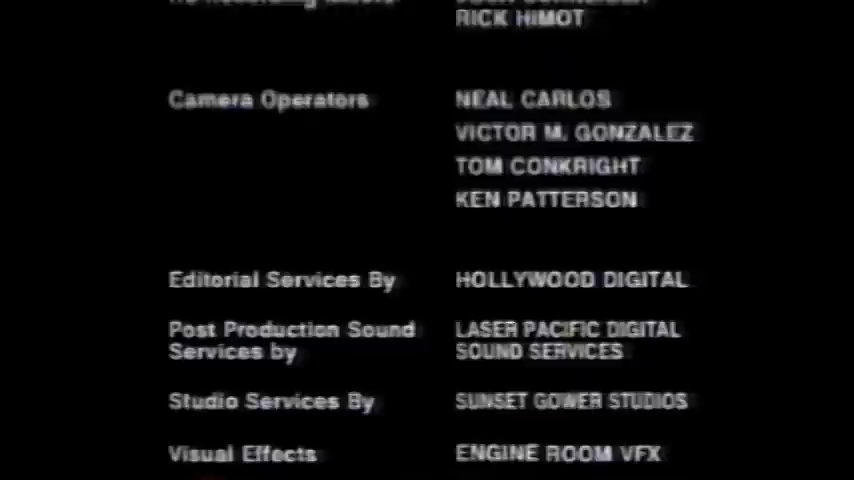 RICK HIMOT
Camera Operators NEAL CARLOS
VICTOR M. GONZALEZ
TOM CONKRIGHT
KEN PATTERSON
Editorial Services By HOLLYWOOD DIGITAL
Post Production Sound LASER PACIFIC DIGITAL
Services by SOUND SERVICES
Studio Services By SUNSET GOWER STUDIOS
Visual Effects ENGINE ROOM VFX